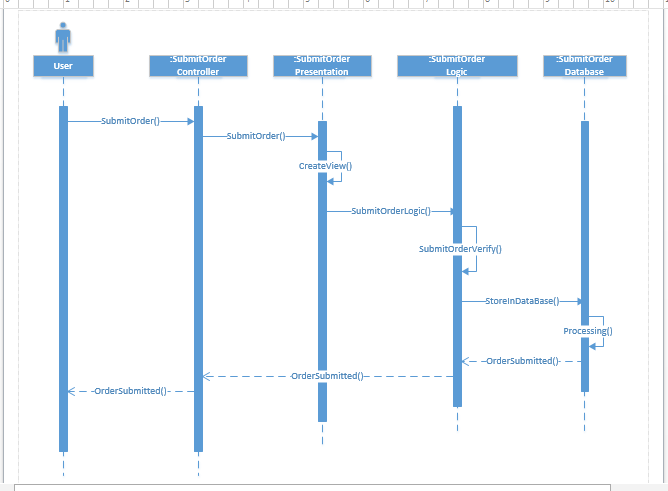 User
:SubmitOrder
Controller
:SubmitOrder
Presentation
:SubmitOrder
Logic
:SubmitOrder
Database
SubmitOrder()
SubmitOrder()
CreateView()
SubmitOrderLogic()
SubmitOrderVerify()
StoreInDataBase()
Processing()
OrderSubmitted()
OrderSubmitted()
OrderSubmitted()